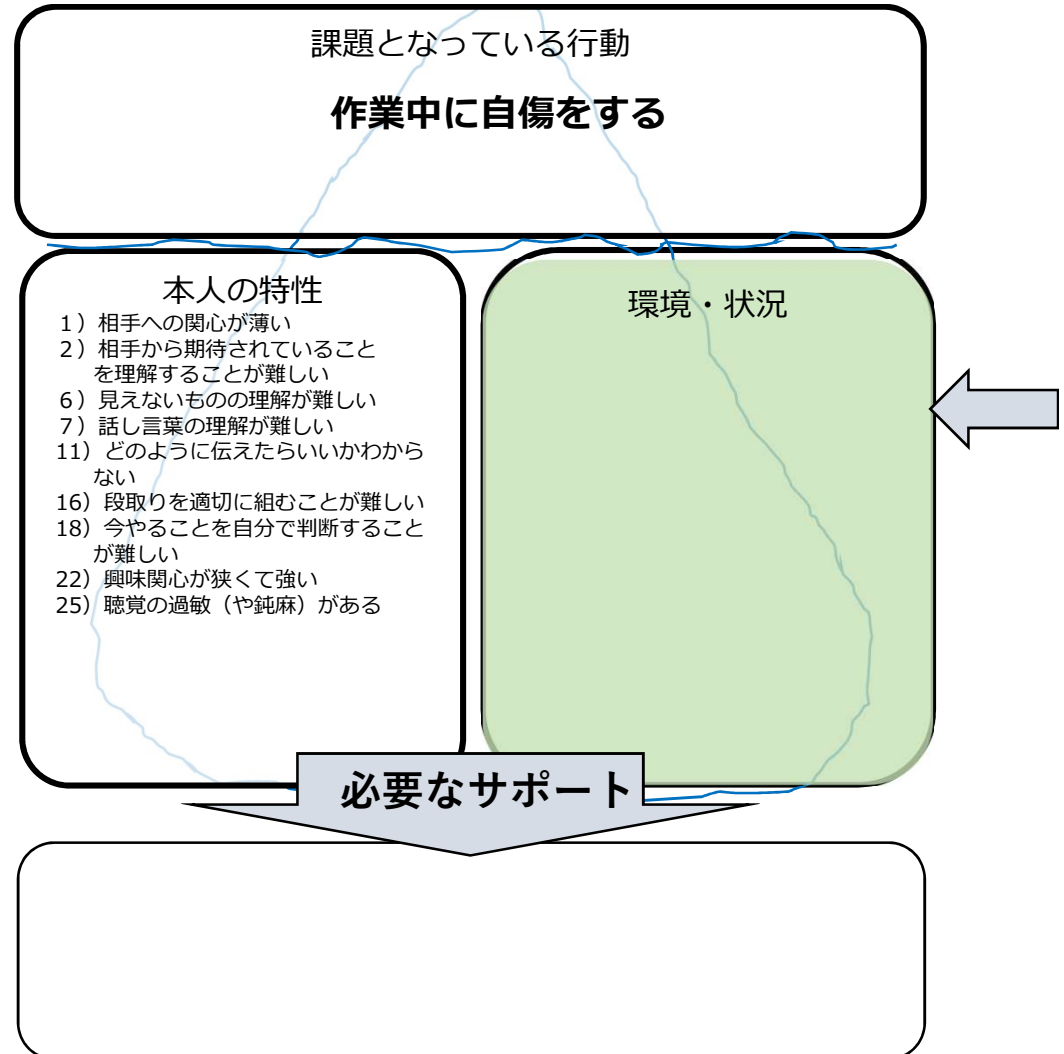 課題となっている行動
作業中に自傷をする
本人の特性
1）相手への関心が薄い
2）相手から期待されていること
を理解することが難しい
6）見えないものの理解が難しい
7）話し言葉の理解が難しい
11）どのように伝えたらいいかわから
ない
16）段取りを適切に組むことが難しい
18）今やることを自分で判断すること
が難しい
22）興味関心が狭くて強い
25）聴覚の過敏（や鈍麻）がある
環境・状況
必要なサポート